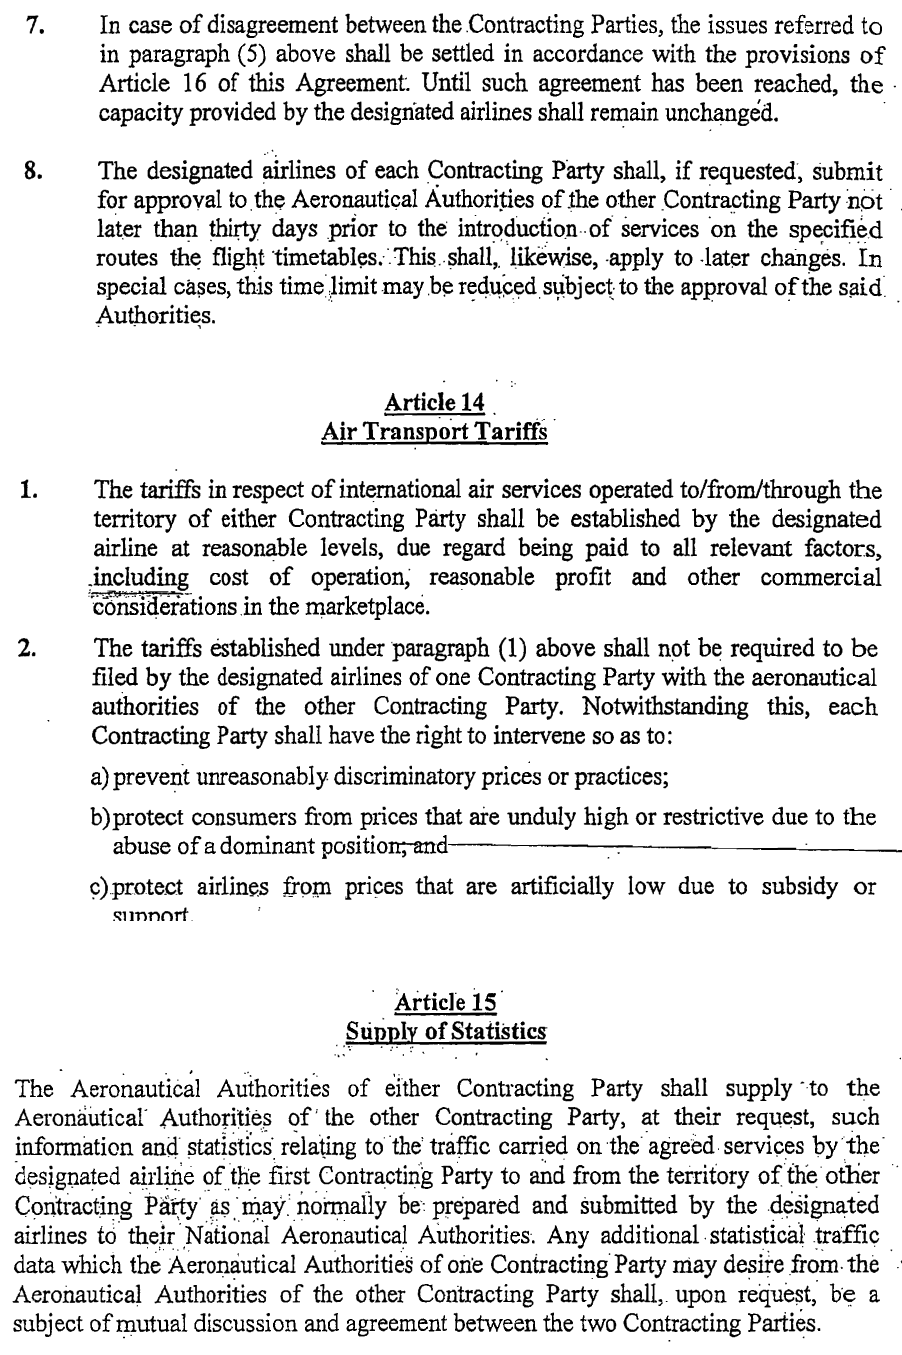 7. In case of disagreement between the Contracting Parties, the issues referred to
in paragraph (5) above shall be settled in accordance with the provisions of
Article 16 of this Agreement. Until such agreement has been reached, the
capacity provided by the designated airlines shall remain unchanged.
8. The designated airlines of each Contracting Party shall, if requested, submit
for approval to the Aeronautical Authorities of the other Contracting Party not
later than thirty days prior to the introduction of services on the specified
routes the flight timetables. This shall, likewise, apply to later changes. In
special cases, this time limit may be reduced subject to the approval of the said
Authorities.
Article 14
Air Transport Tariffs
1. The tariffs in respect of international air services operated to/from/through the
territory of either Contracting Party shall be established by the designated
airline at reasonable levels, due regard being paid to all relevant factors,
including cost of operation, reasonable profit and other commercial
considerations in the marketplace.
2. The tariffs established under paragraph (1) above shall not be required to be
filed by the designated airlines of one Contracting Party with the aeronautical
authorities of the other Contracting Party. Notwithstanding this, each
Contracting Party shall have the right to intervene so as to:
a) prevent unreasonably discriminatory prices or practices;
b) protect consumers from prices that are unduly high or restrictive due to the
abuse of a dominant position; and
c) protect airlines from prices that are artificially low due to subsidy or
support.
Article 15
Supply of Statistics
The Aeronautical Authorities of either Contracting Party shall supply to the
Aeronautical Authorities of the other Contracting Party, at their request, such
information and statistics relating to the traffic carried on the agreed services by the
designated airline of the first Contracting Party to and from the territory of the other
Contracting Party as may normally be prepared and submitted by the designated
airlines to their National Aeronautical Authorities. Any additional statistical traffic
data which the Aeronautical Authorities of one Contracting Party may desire from the
Aeronautical Authorities of the other Contracting Party shall, upon request, be a
subject of mutual discussion and agreement between the two Contracting Parties.